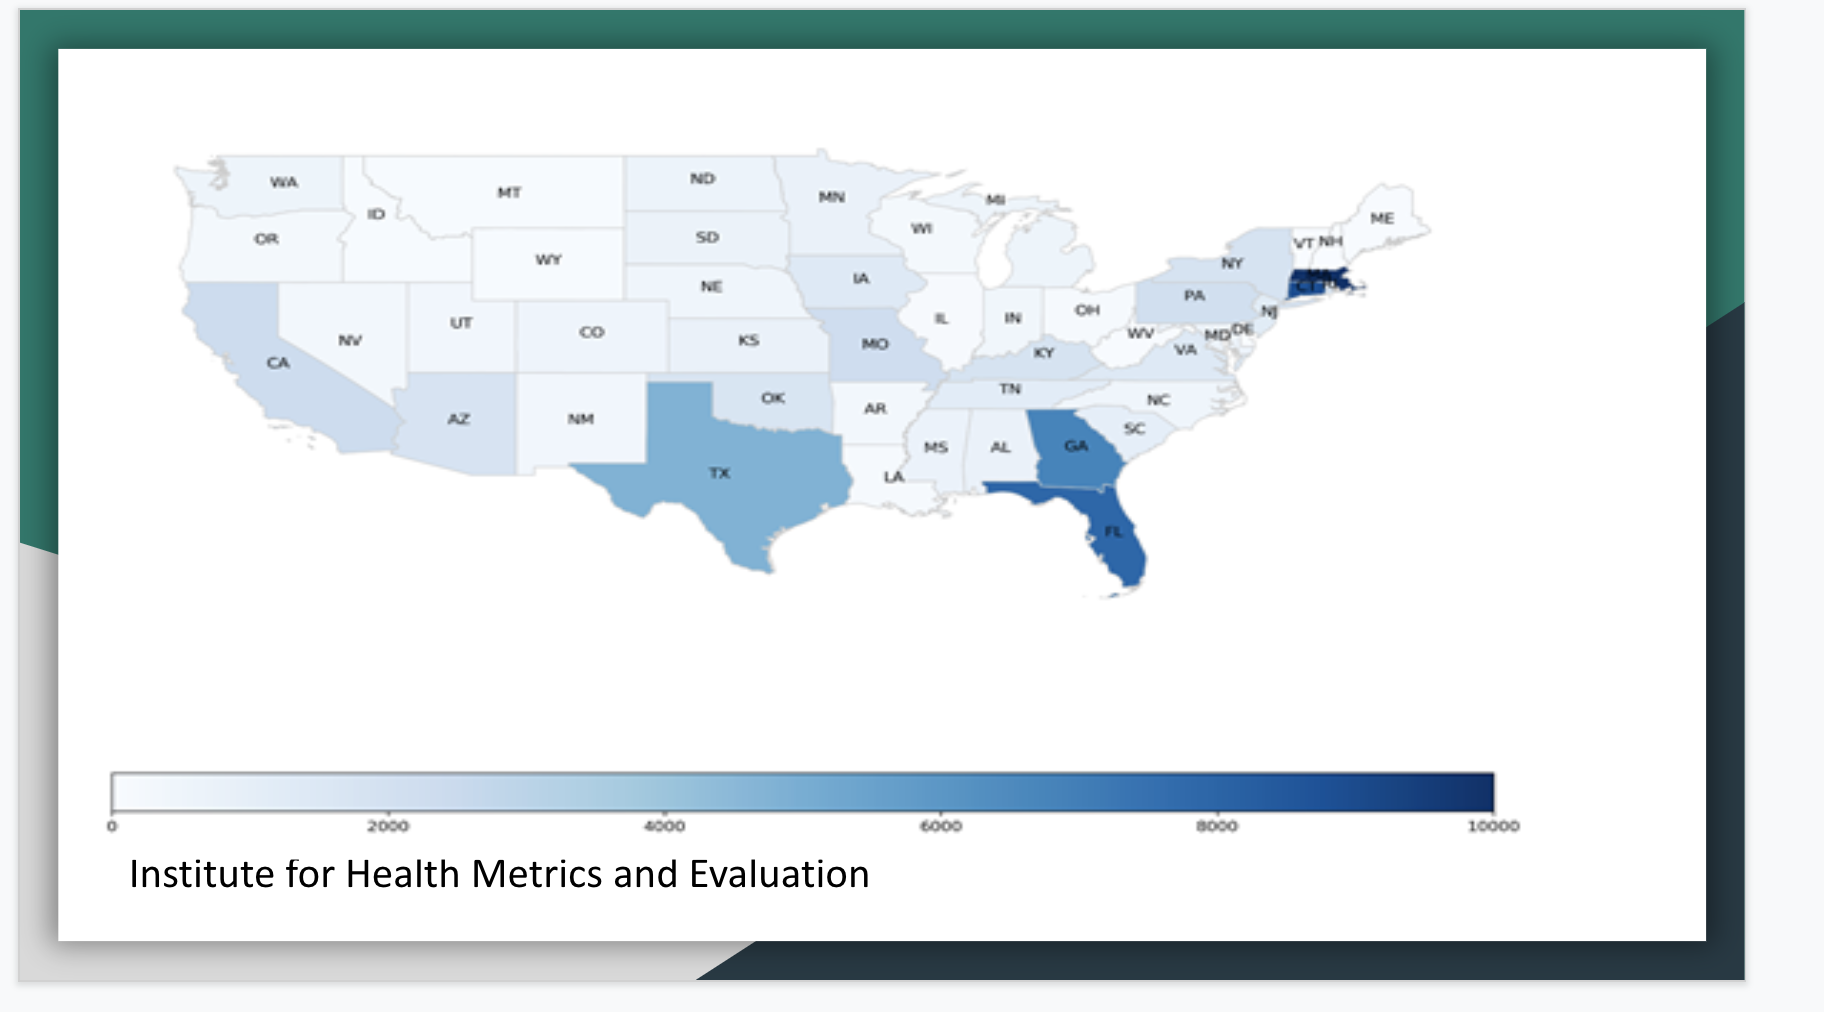 WA
MT
ND
MN
MI
ME
ID
OR
SD
WI
VT NH
WY
NY
MA
IA
CT
NE
PA
NJ
UT
CO
KS
MO
IL
IN
OH
WV
MD DE
NV
KY
VA
CA
TN
AZ
NM
OK
AR
NC
SC
MS
AL
GA
TX
LA
FL
0 2000 4000 6000 8000 10000
Institute for Health Metrics and Evaluation